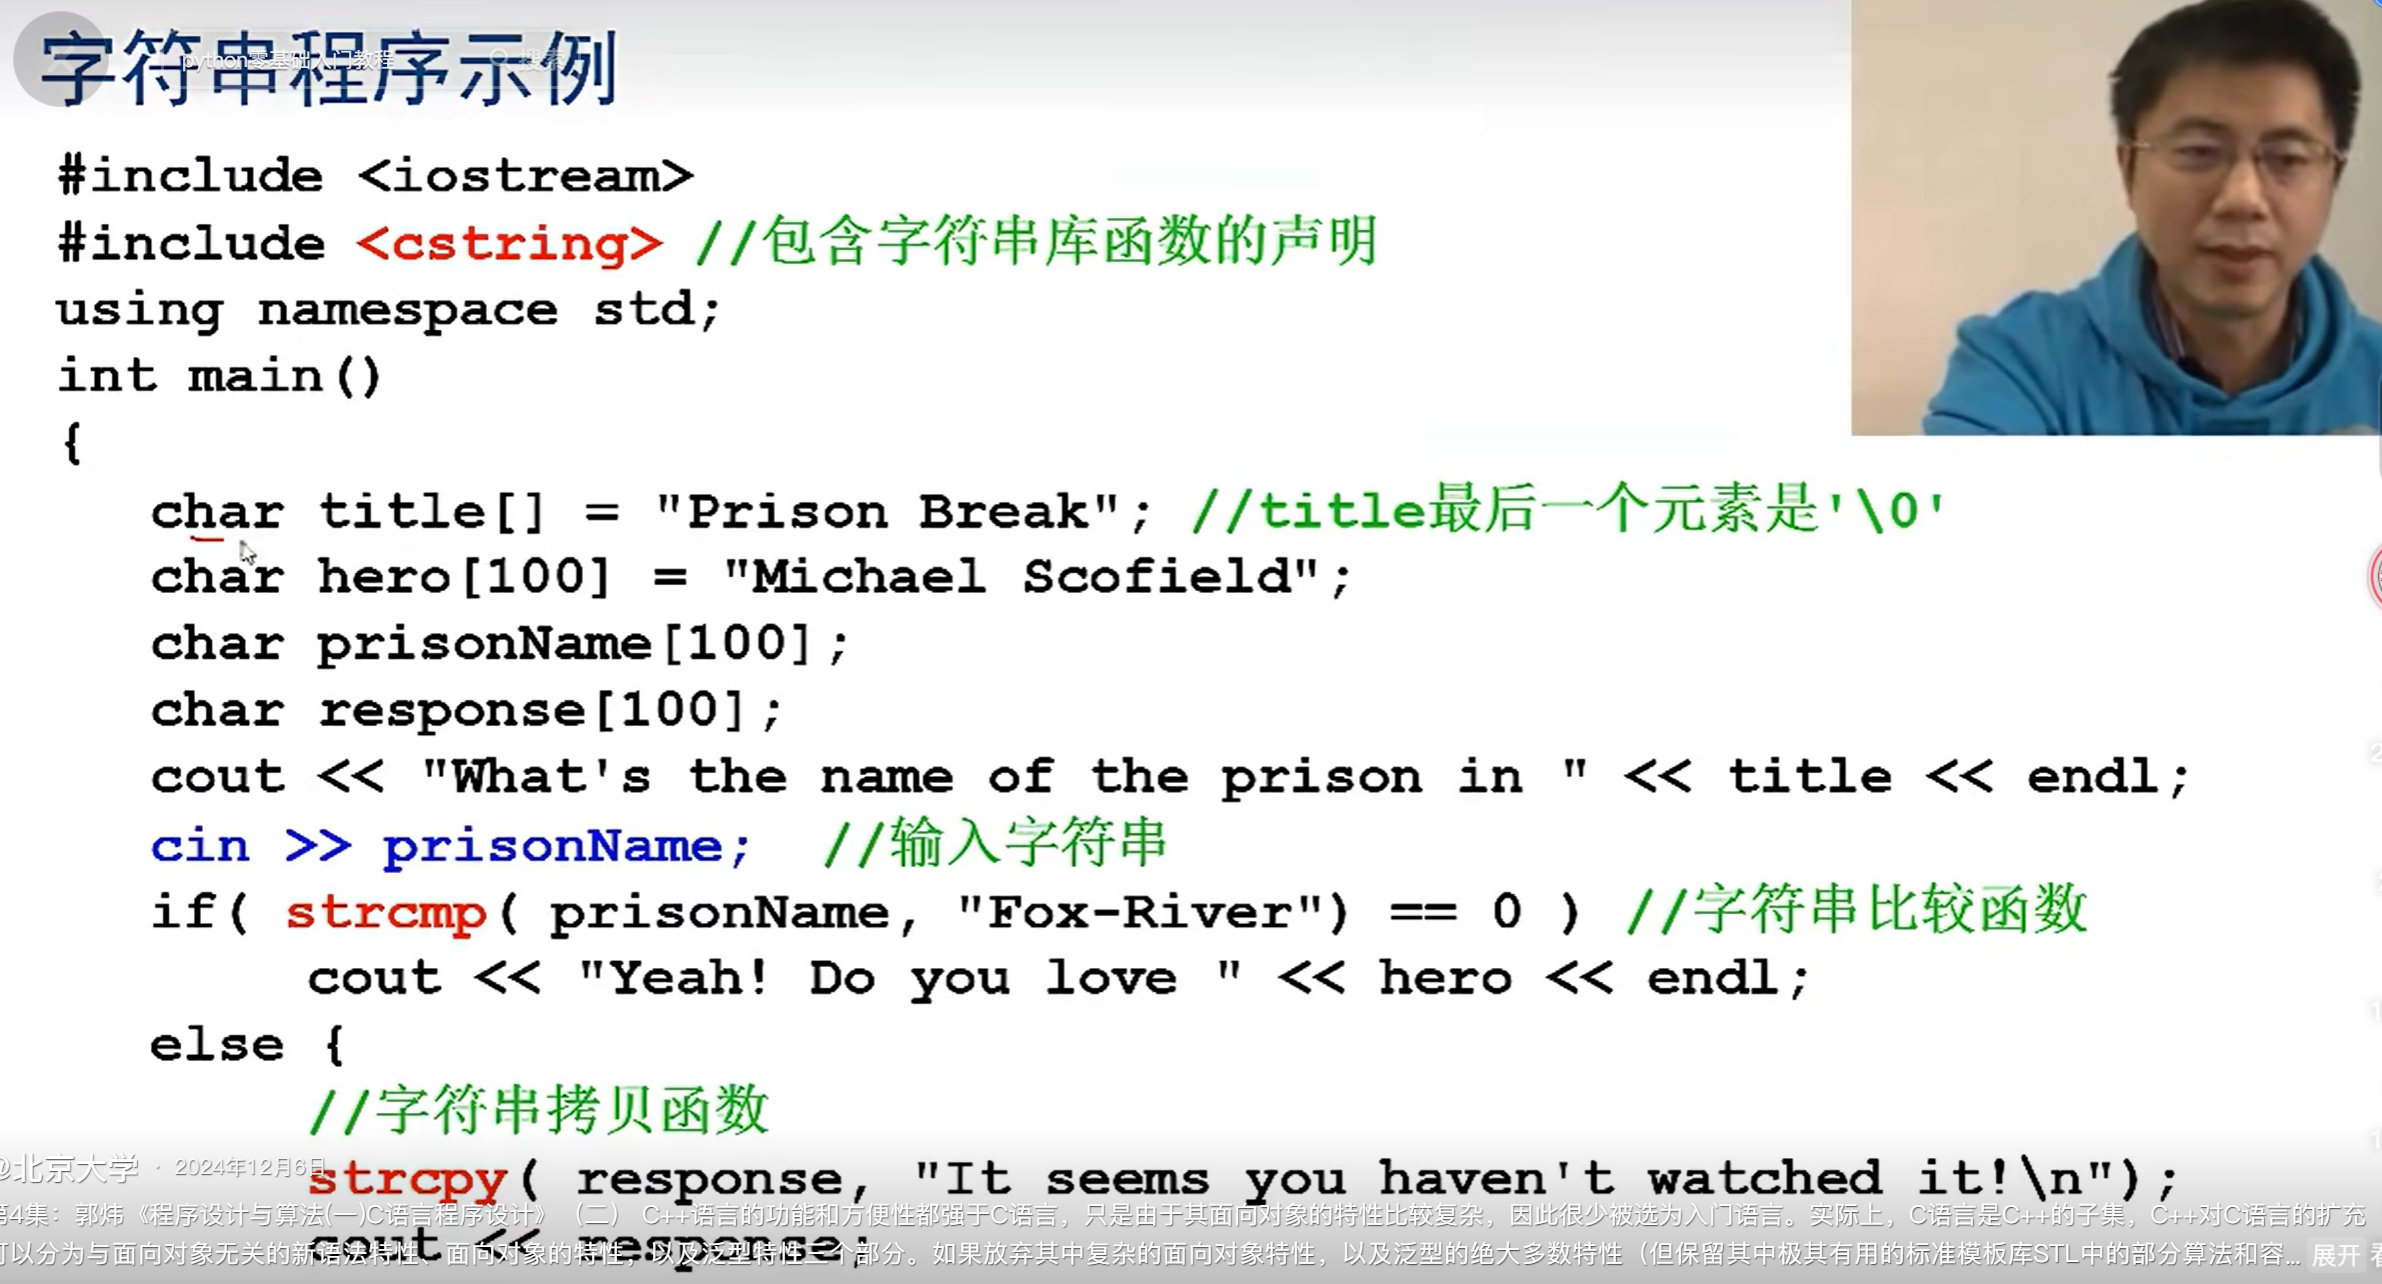 字符串程序示例
python零基础入门教程 搜索
#include <iostream>
#include <cstring> //包含字符串库函数的声明
using namespace std;
int main()
{
char title[] = "Prison Break"; //title最后一个元素是'\0'
char hero[100] = "Michael Scofield";
char prisonName[100];
char response[100];
cout << "What's the name of the prison in " << title << endl;
cin >> prisonName; //输入字符串
if( strcmp( prisonName, "Fox-River") == 0 ) //字符串比较函数
cout << "Yeah! Do you love " << hero << endl;
else {
//字符串拷贝函数
@北京大学 · 2024年12月6日
strcpy( response, "It seems you haven't watched it!\n");
第4集：郭炜《程序设计与算法(一)C语言程序设计》（二） C++语言的功能和方便性都强于C语言，只是由于其面向对象的特性比较复杂，因此很少被选为入门语言。实际上，C语言是C++的子集，C++对C语言的扩充
cout << response;
可以分为与面向对象无关的新语法特性、面向对象的特性，以及泛型特性三个部分。如果放弃其中复杂的面向对象特性，以及泛型的绝大多数特性（但保留其中极其有用的标准模板库STL中的部分算法和容... 展开